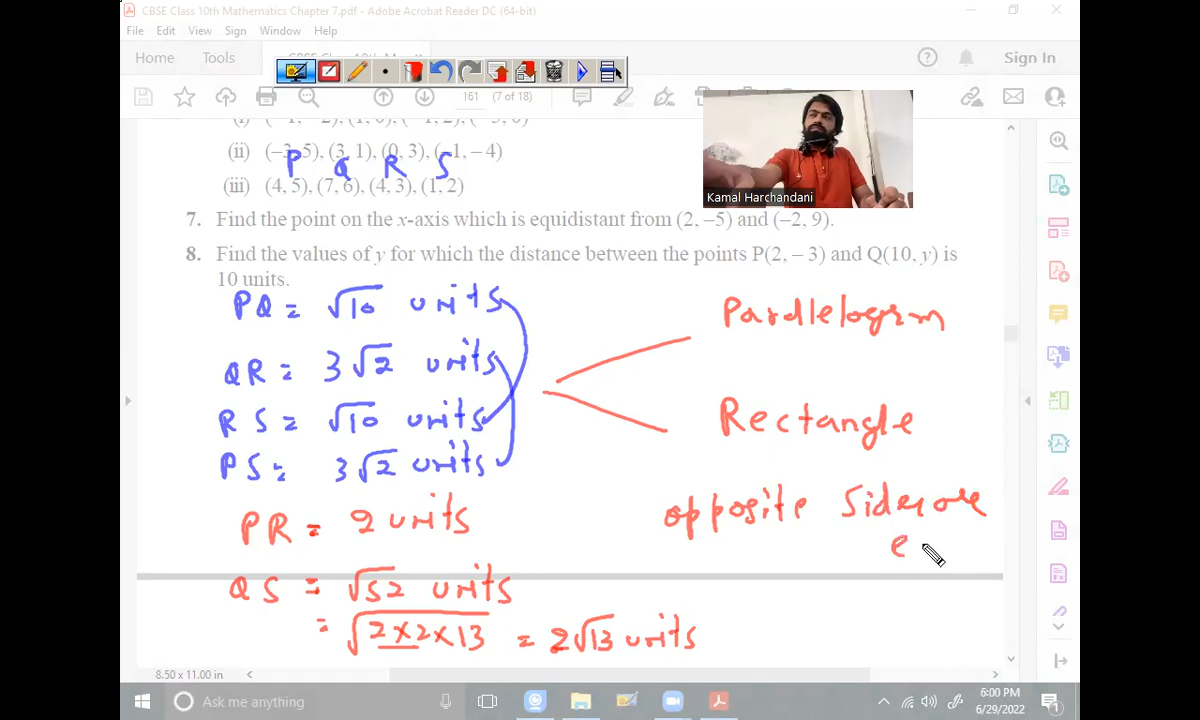 CBSE Class 10th Mathematics Chapter 7.pdf - Adobe Acrobat Reader DC (64-bit)
File Edit View Sign Window Help
Home Tools Sign In
161 (7 of 18)
(ii) (−3, 5), (3, 1), (0, 3), (−1, −4)
P Q R S
(iii) (4, 5), (7, 6), (4, 3), (1, 2)
Kamal Harchandani
7. Find the point on the x-axis which is equidistant from (2, −5) and (−2, 9).
8. Find the values of y for which the distance between the points P(2, − 3) and Q(10, y) is
10 units.
PQ = √10 units
QR = 3√2 units
RS = √10 units
PS = 3√2 units
PR = 2 units
QS = √52 units
= √2×2×13 = 2√13 units
Parallelogrm
Rectangle
opposite sides are
e
8.50 x 11.00 in
Ask me anything
6:00 PM
6/29/2022
1